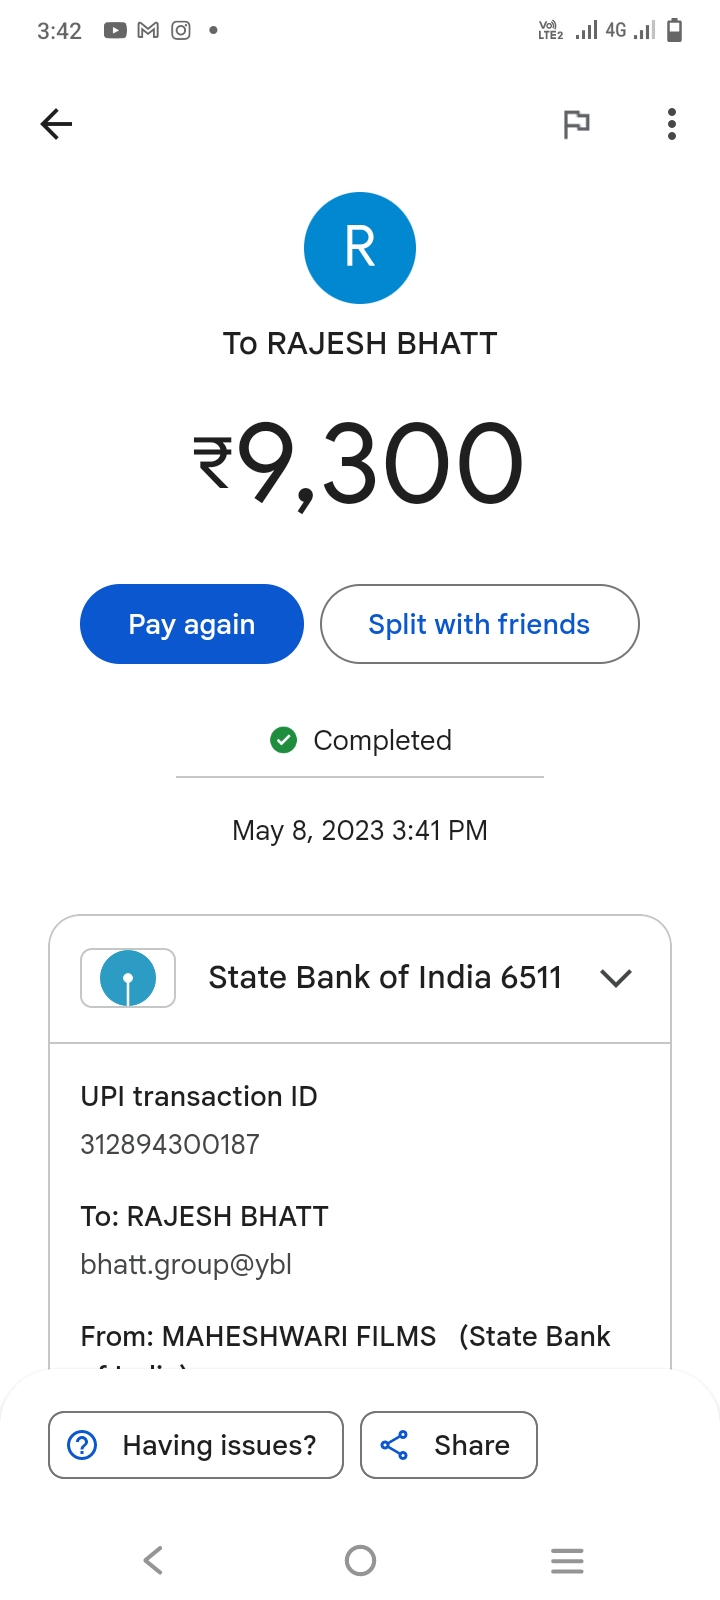 3:42
Vo))
LTE2
4G
R
To RAJESH BHATT
₹9,300
Pay again
Split with friends
Completed
May 8, 2023 3:41 PM
State Bank of India 6511
UPI transaction ID
312894300187
To: RAJESH BHATT
bhatt.group@ybl
From: MAHESHWARI FILMS (State Bank
Having issues?
Share